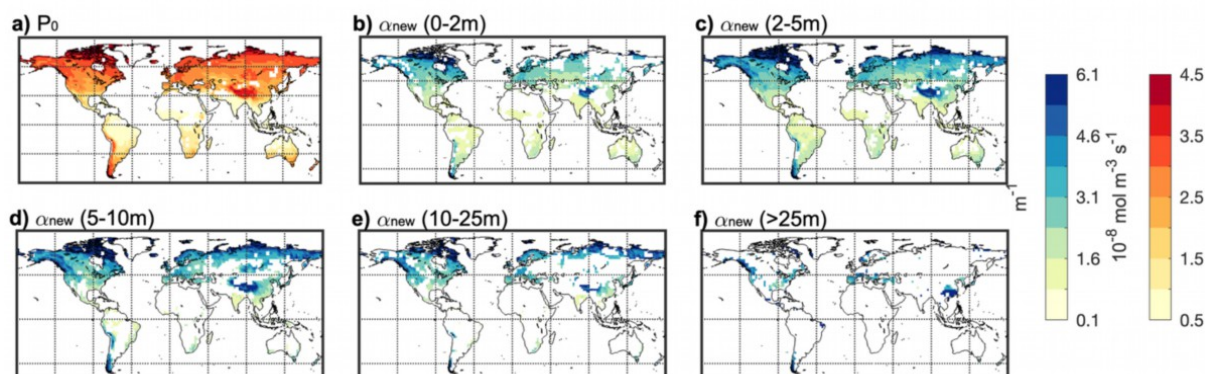 a) P₀
b) αnew (0-2m)
c) αnew (2-5m)
d) αnew (5-10m)
e) αnew (10-25m)
f) αnew (>25m)
6.1
4.6
3.1
1.6
0.1
m⁻¹
10⁻⁸ mol m⁻³ s⁻¹
4.5
3.5
2.5
1.5
0.5